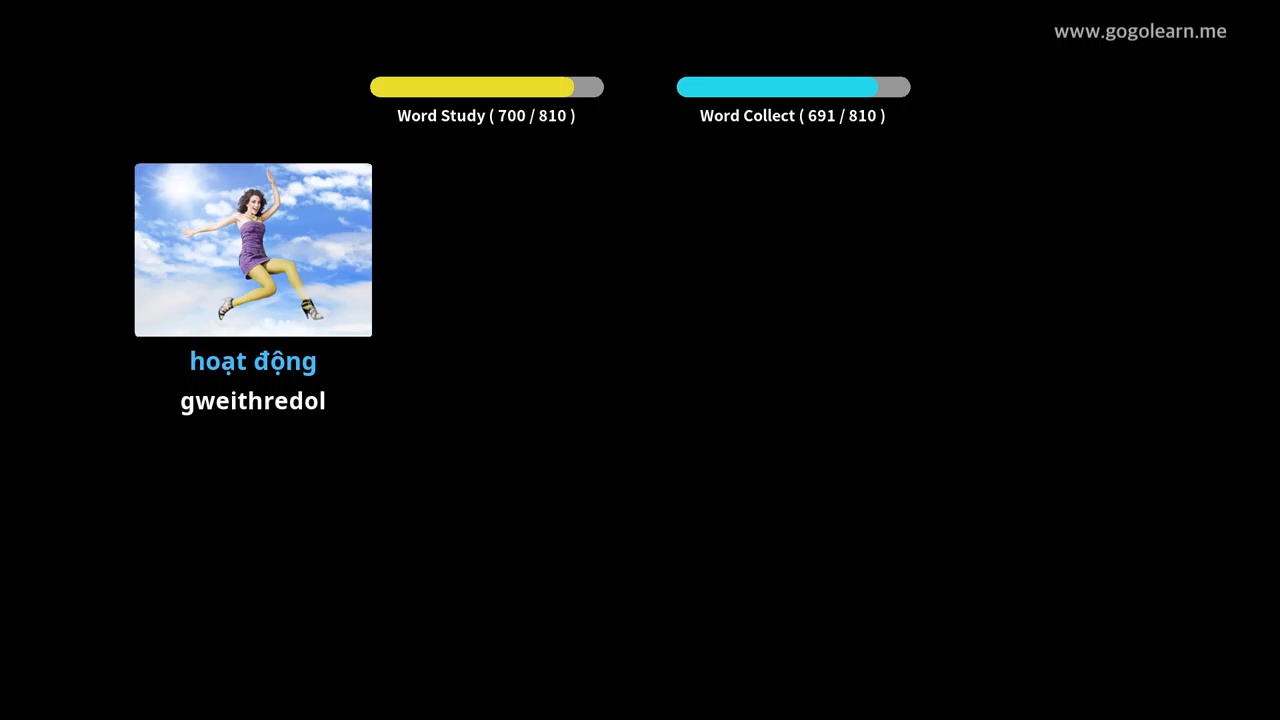 www.gogolearn.me
Word Study ( 700 / 810 )
Word Collect ( 691 / 810 )
hoạt động
gweithredol